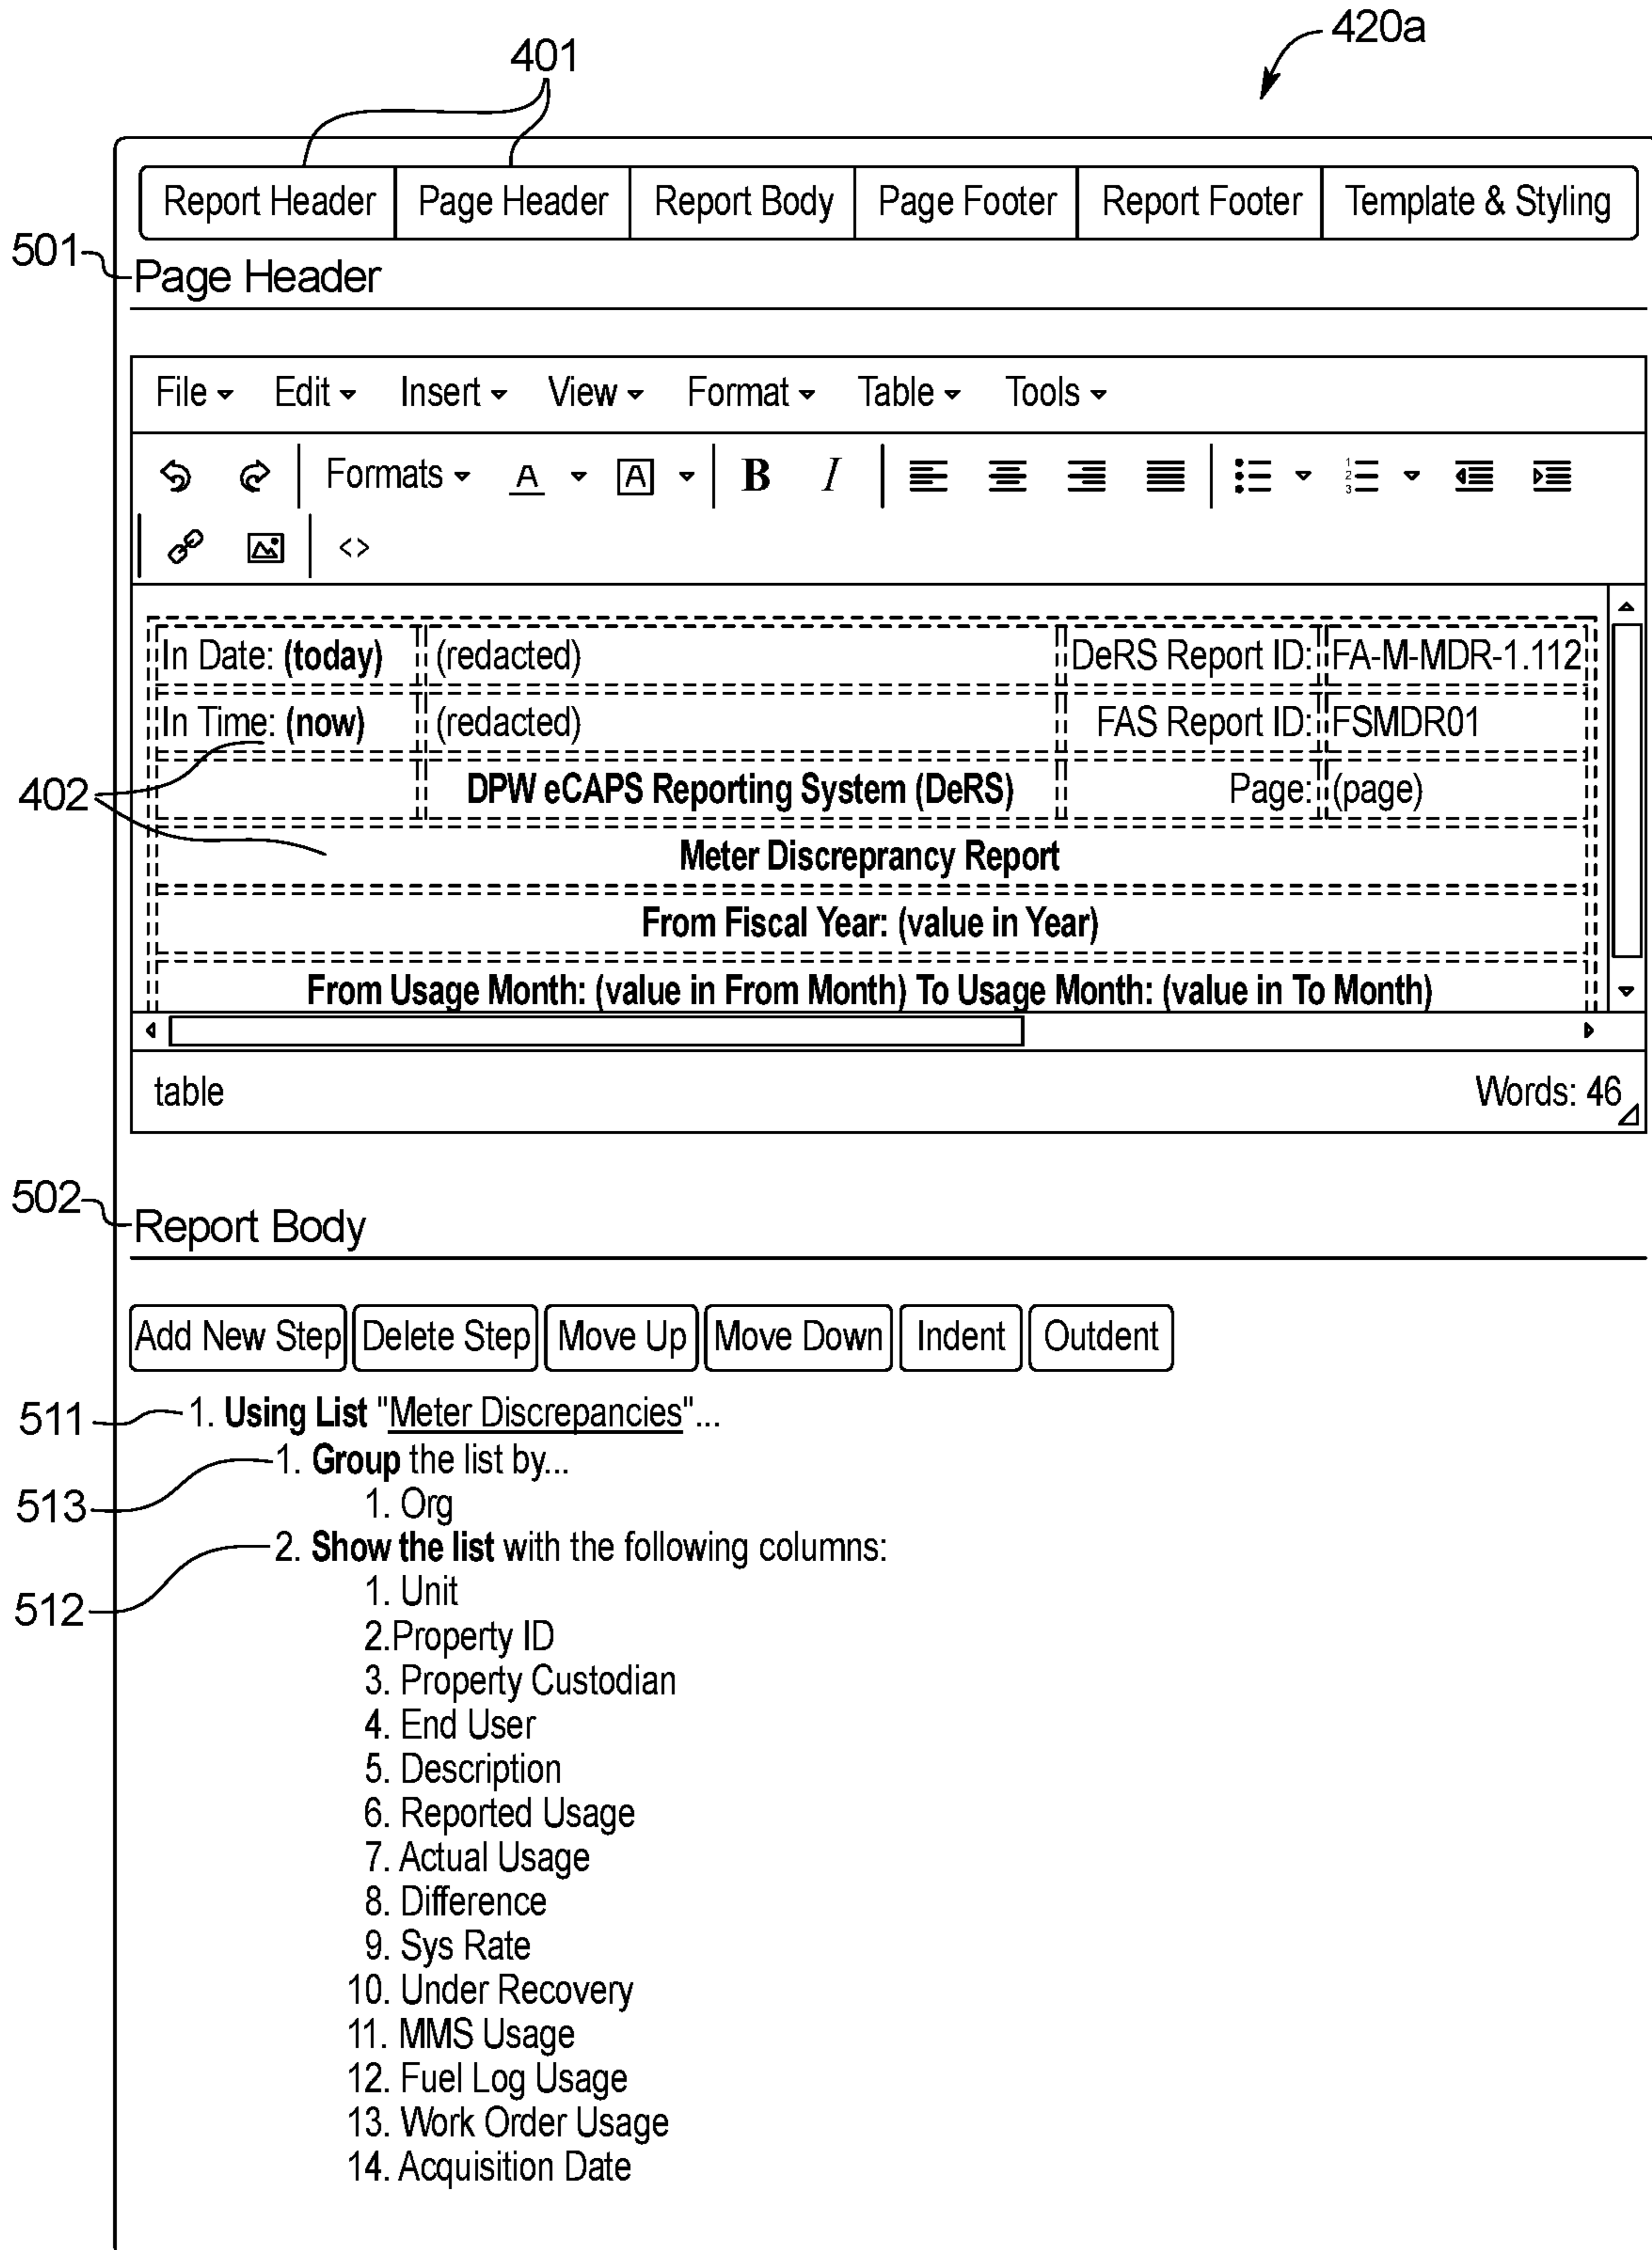 420a
401
Report Header Page Header Report Body Page Footer Report Footer Template & Styling
501
Page Header
File Edit Insert View Format Table Tools
Formats A A B I
<>
In Date: (today) (redacted) DeRS Report ID: FA-M-MDR-1.112
In Time: (now) (redacted) FAS Report ID: FSMDR01
402
DPW eCAPS Reporting System (DeRS) Page: (page)
Meter Discreprancy Report
From Fiscal Year: (value in Year)
From Usage Month: (value in From Month) To Usage Month: (value in To Month)
table Words: 46
502
Report Body
Add New Step Delete Step Move Up Move Down Indent Outdent
511 1. Using List "Meter Discrepancies"...
1. Group the list by...
513 1. Org
2. Show the list with the following columns:
512 1. Unit
2.Property ID
3. Property Custodian
4. End User
5. Description
6. Reported Usage
7. Actual Usage
8. Difference
9. Sys Rate
10. Under Recovery
11. MMS Usage
12. Fuel Log Usage
13. Work Order Usage
14. Acquisition Date